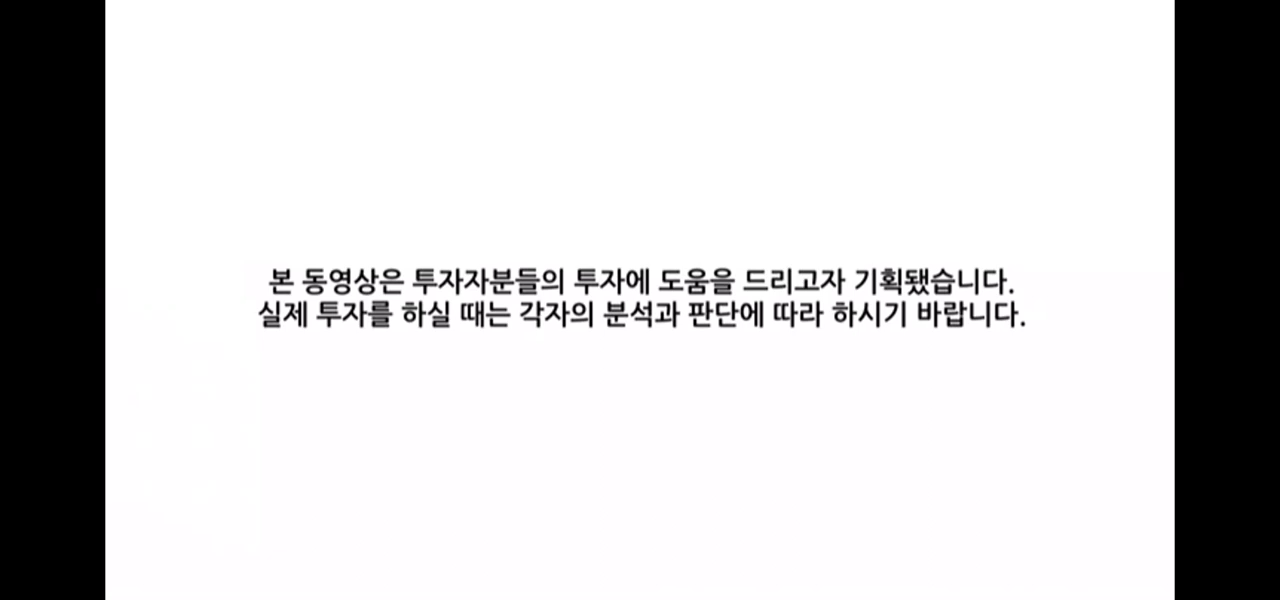 본 동영상은 투자자분들의 투자에 도움을 드리고자 기획됐습니다.
실제 투자를 하실 때는 각자의 분석과 판단에 따라 하시기 바랍니다.